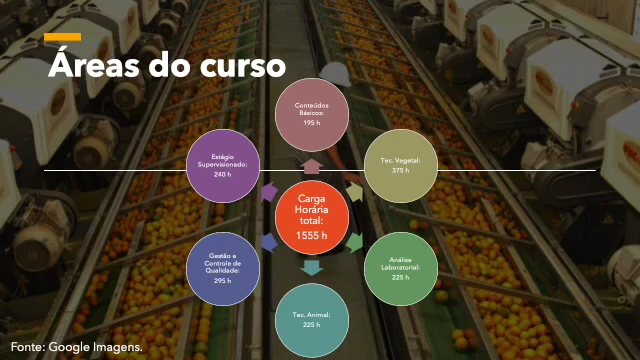 Áreas do curso
Conteúdos
Básicos:
195 h
Estágio
Supervisionado:
240 h
Tec. Vegetal:
375 h
Carga
Horária
total:
1555 h
Gestão e
Controle de
Qualidade:
295 h
Análise
Laboratorial:
225 h
Tec. Animal:
225 h
Fonte: Google Imagens.